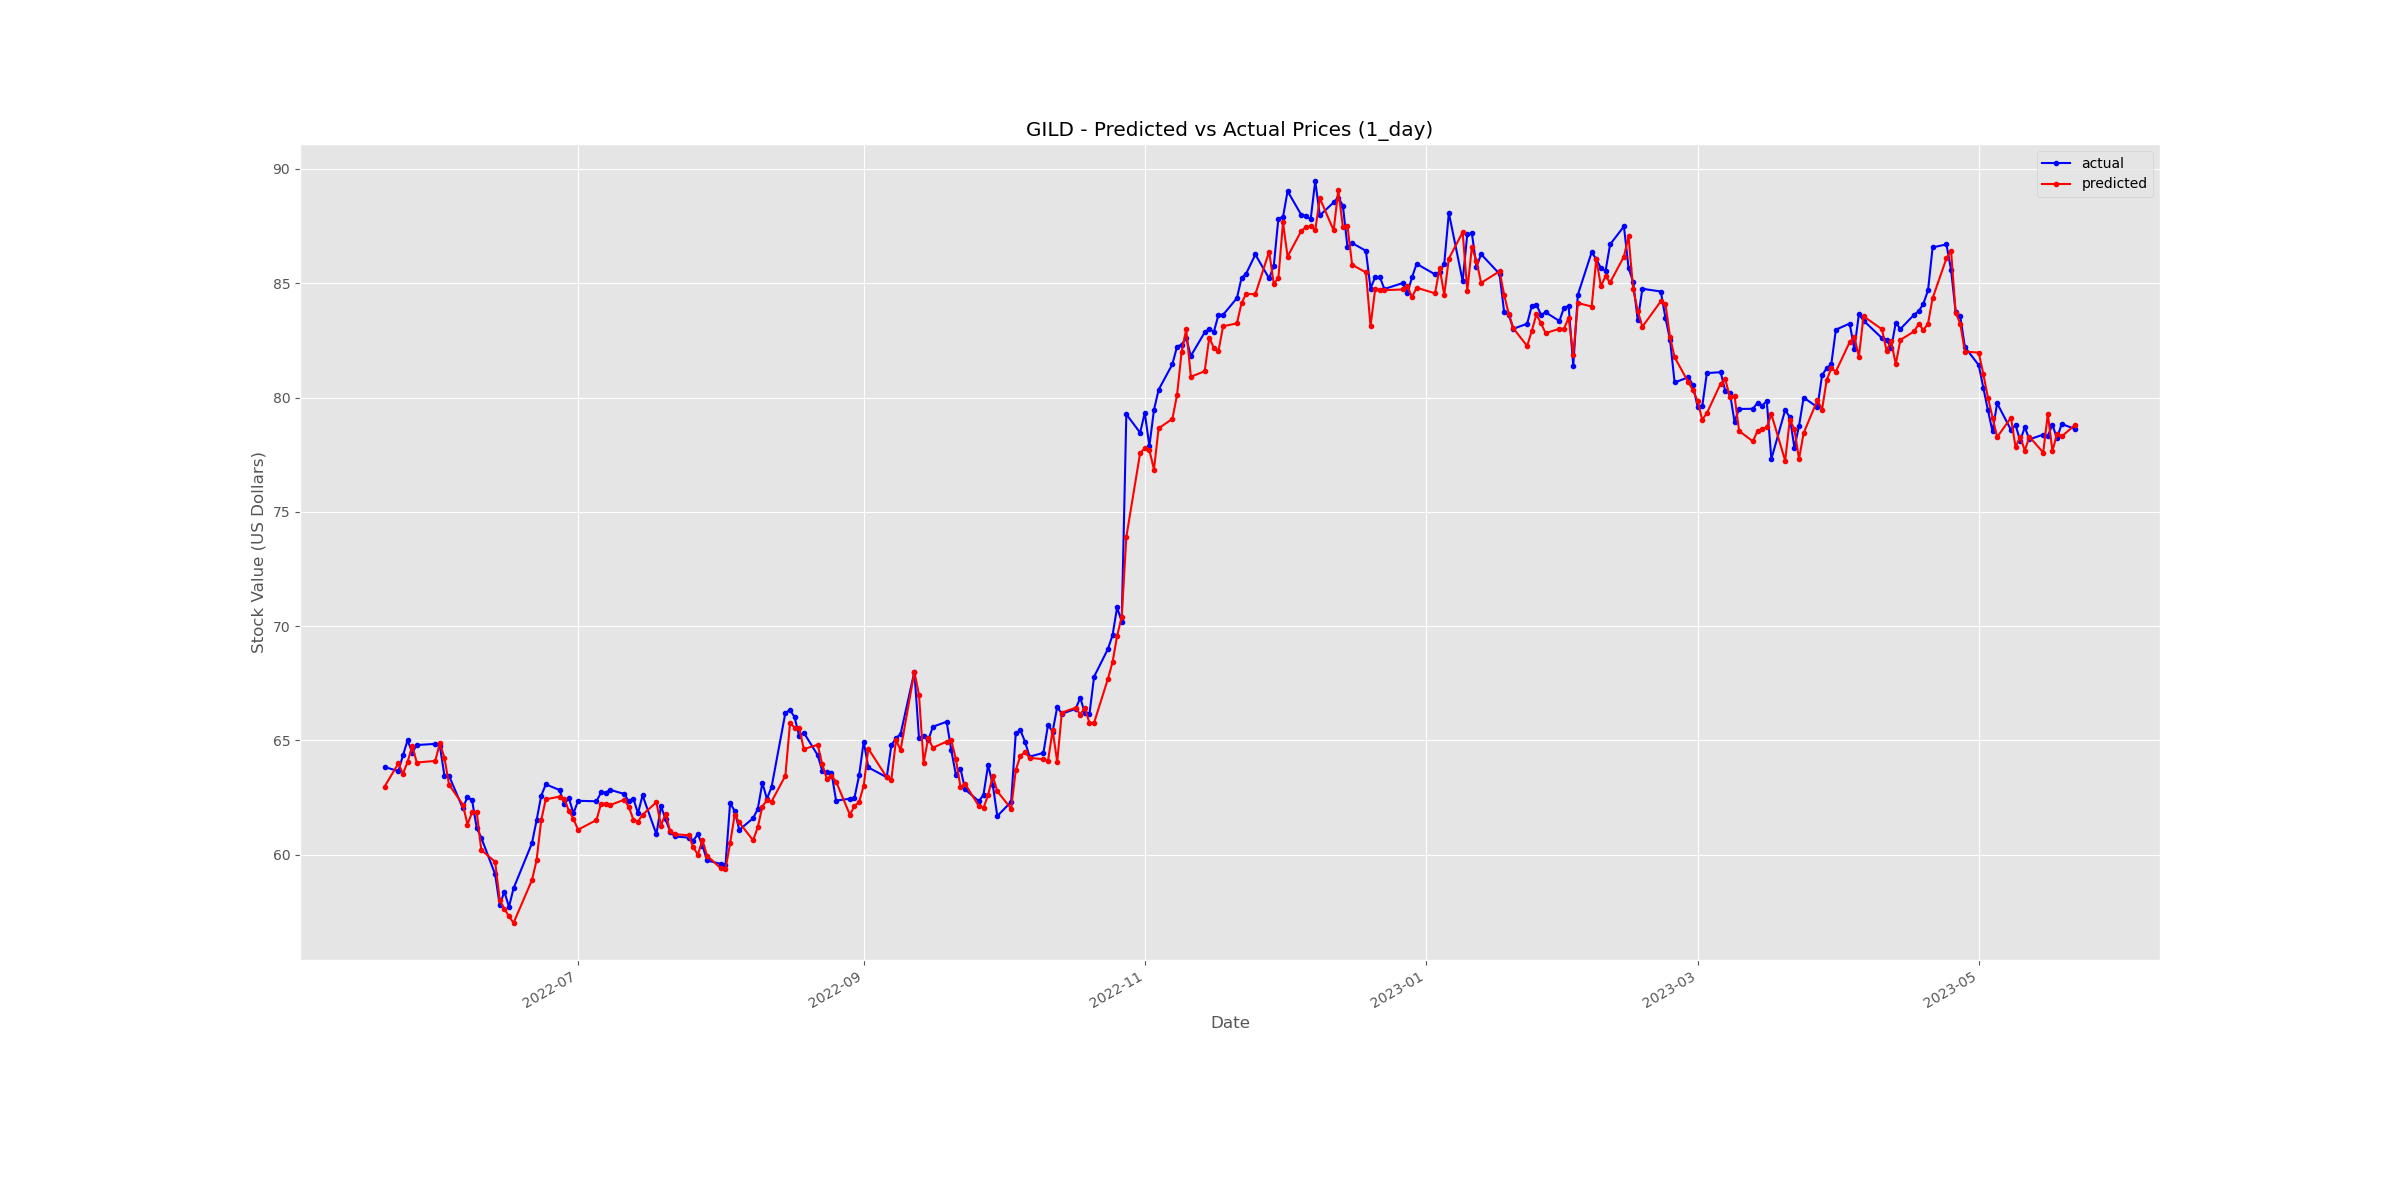 GILD - Predicted vs Actual Prices (1_day)
actual
predicted
Stock Value (US Dollars)
90
85
80
75
70
65
60
2022-07
2022-09
2022-11
2023-01
2023-03
2023-05
Date